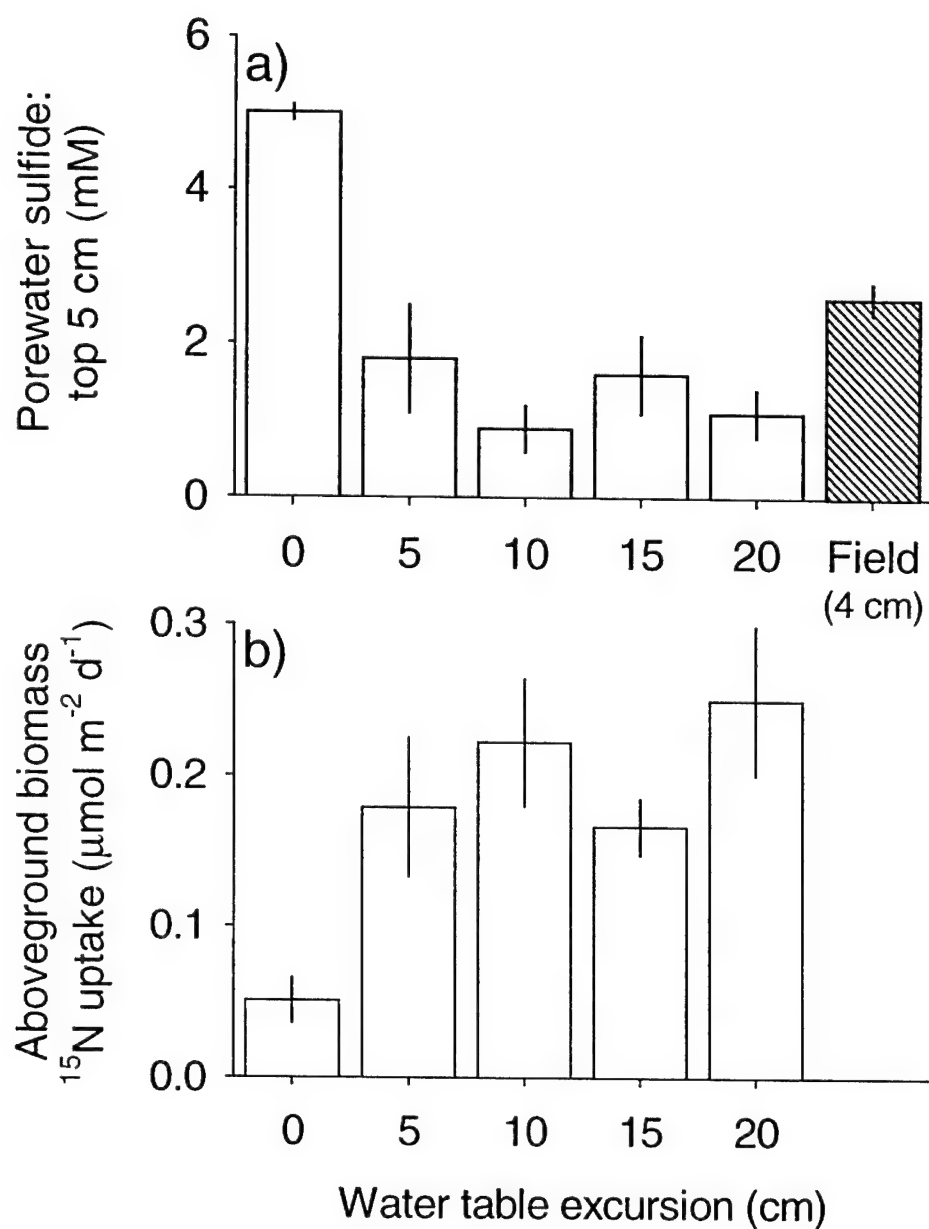 a)
Porewater sulfide:
top 5 cm (mM)
6
4
2
0
0 5 10 15 20 Field
(4 cm)
b)
Aboveground biomass
¹⁵N uptake (μmol m⁻² d⁻¹)
0.3
0.2
0.1
0.0
0 5 10 15 20
Water table excursion (cm)